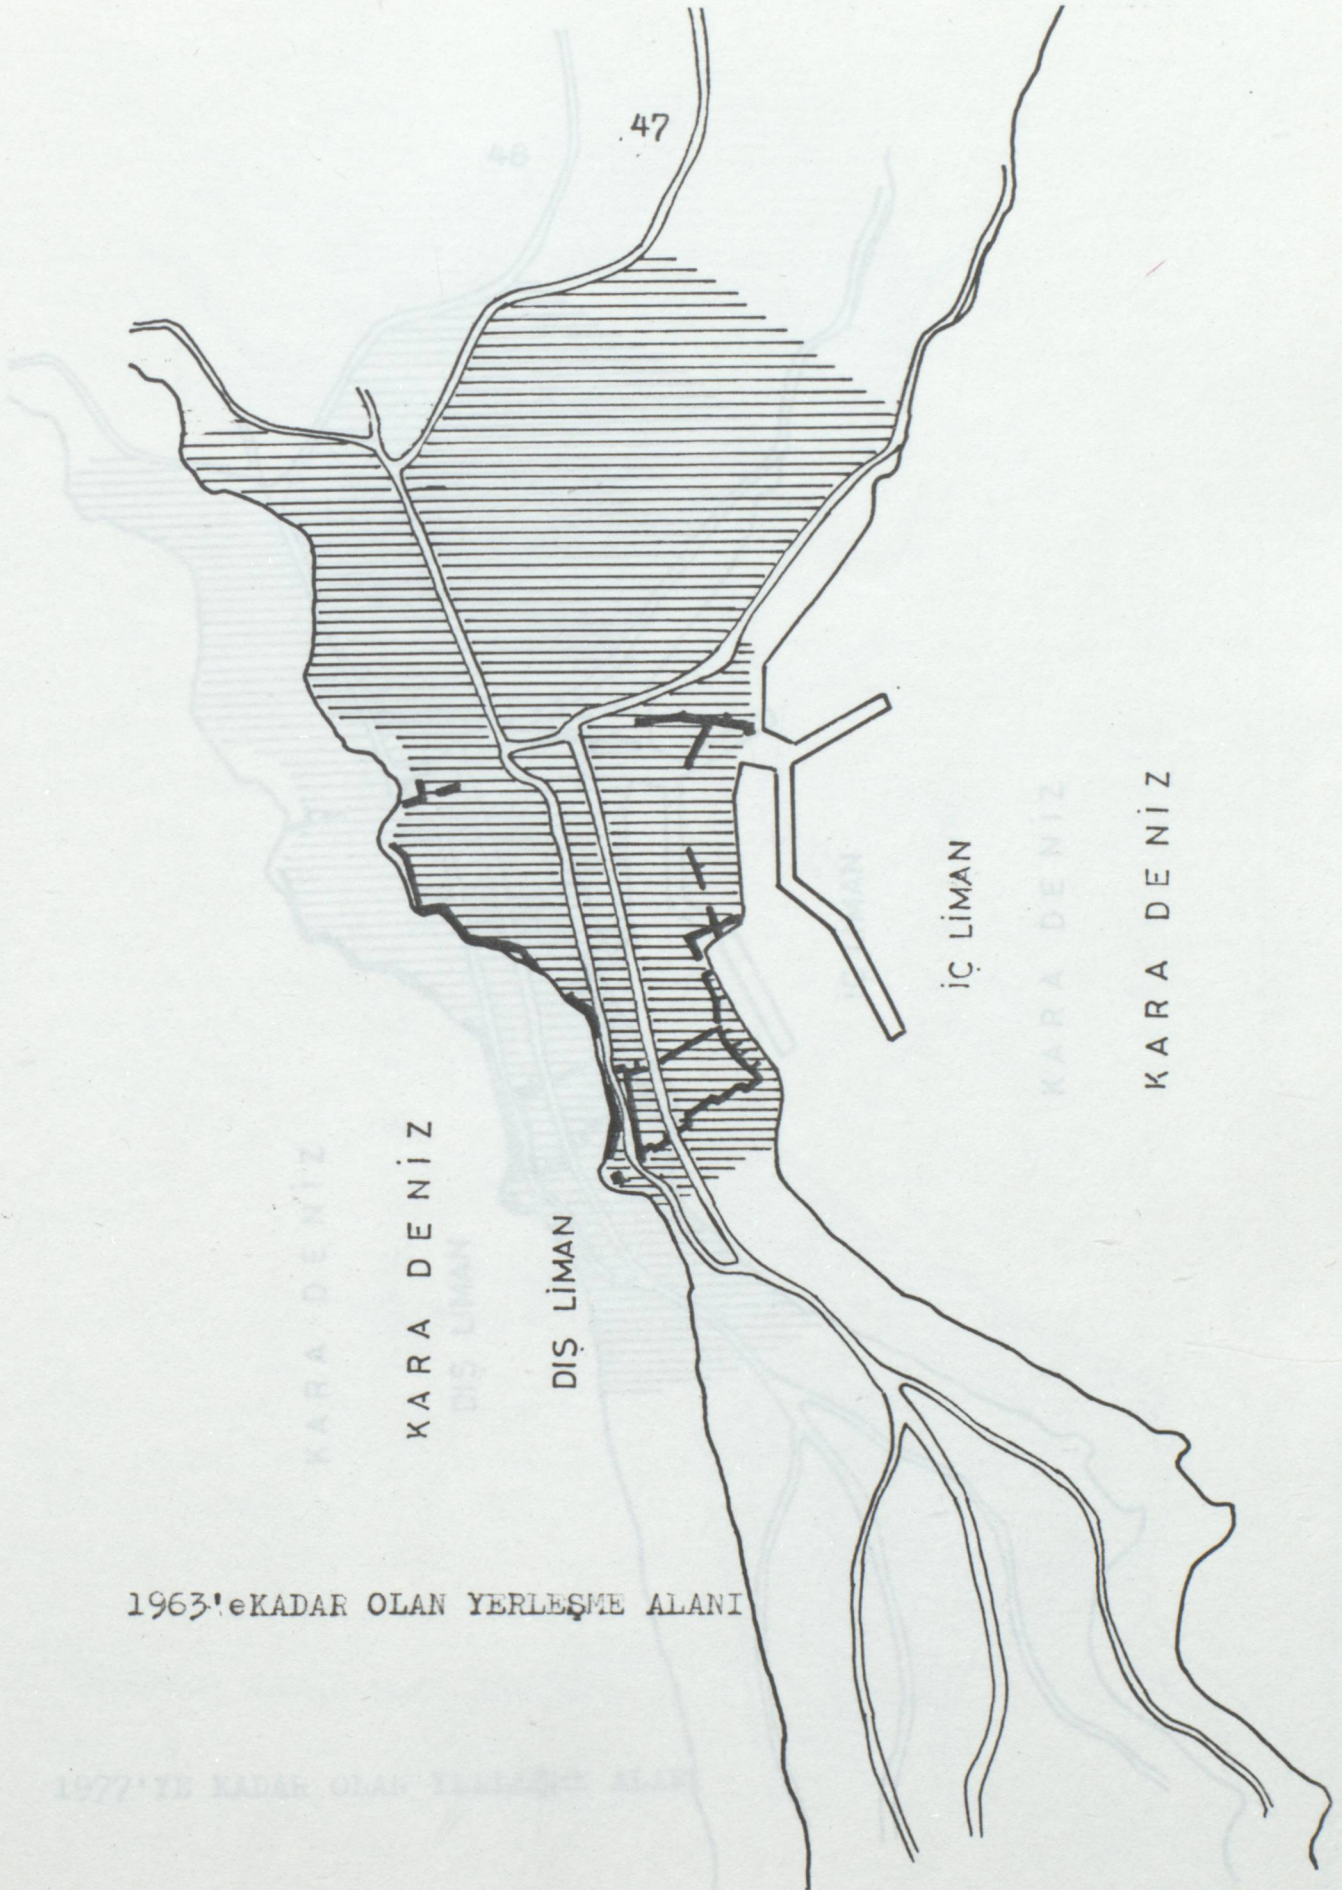 47
KARA DENİZ
DIŞ LİMAN
İÇ LİMAN
KARA DENİZ
1963'eKADAR OLAN YERLEŞME ALANI
48
KARA DENİZ
DIŞ LİMAN
KARA DENİZ
1977'YE KADAR OLAN YERLEŞME